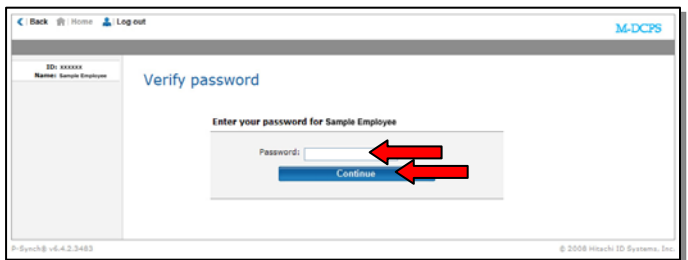 Back Home Log out
M-DCPS
ID: xxxxxx
Name: Sample Employee
Verify password
Enter your password for Sample Employee
Password:
Continue
P-Synch® v6.4.2.3483
© 2008 Hitachi ID Systems, Inc.